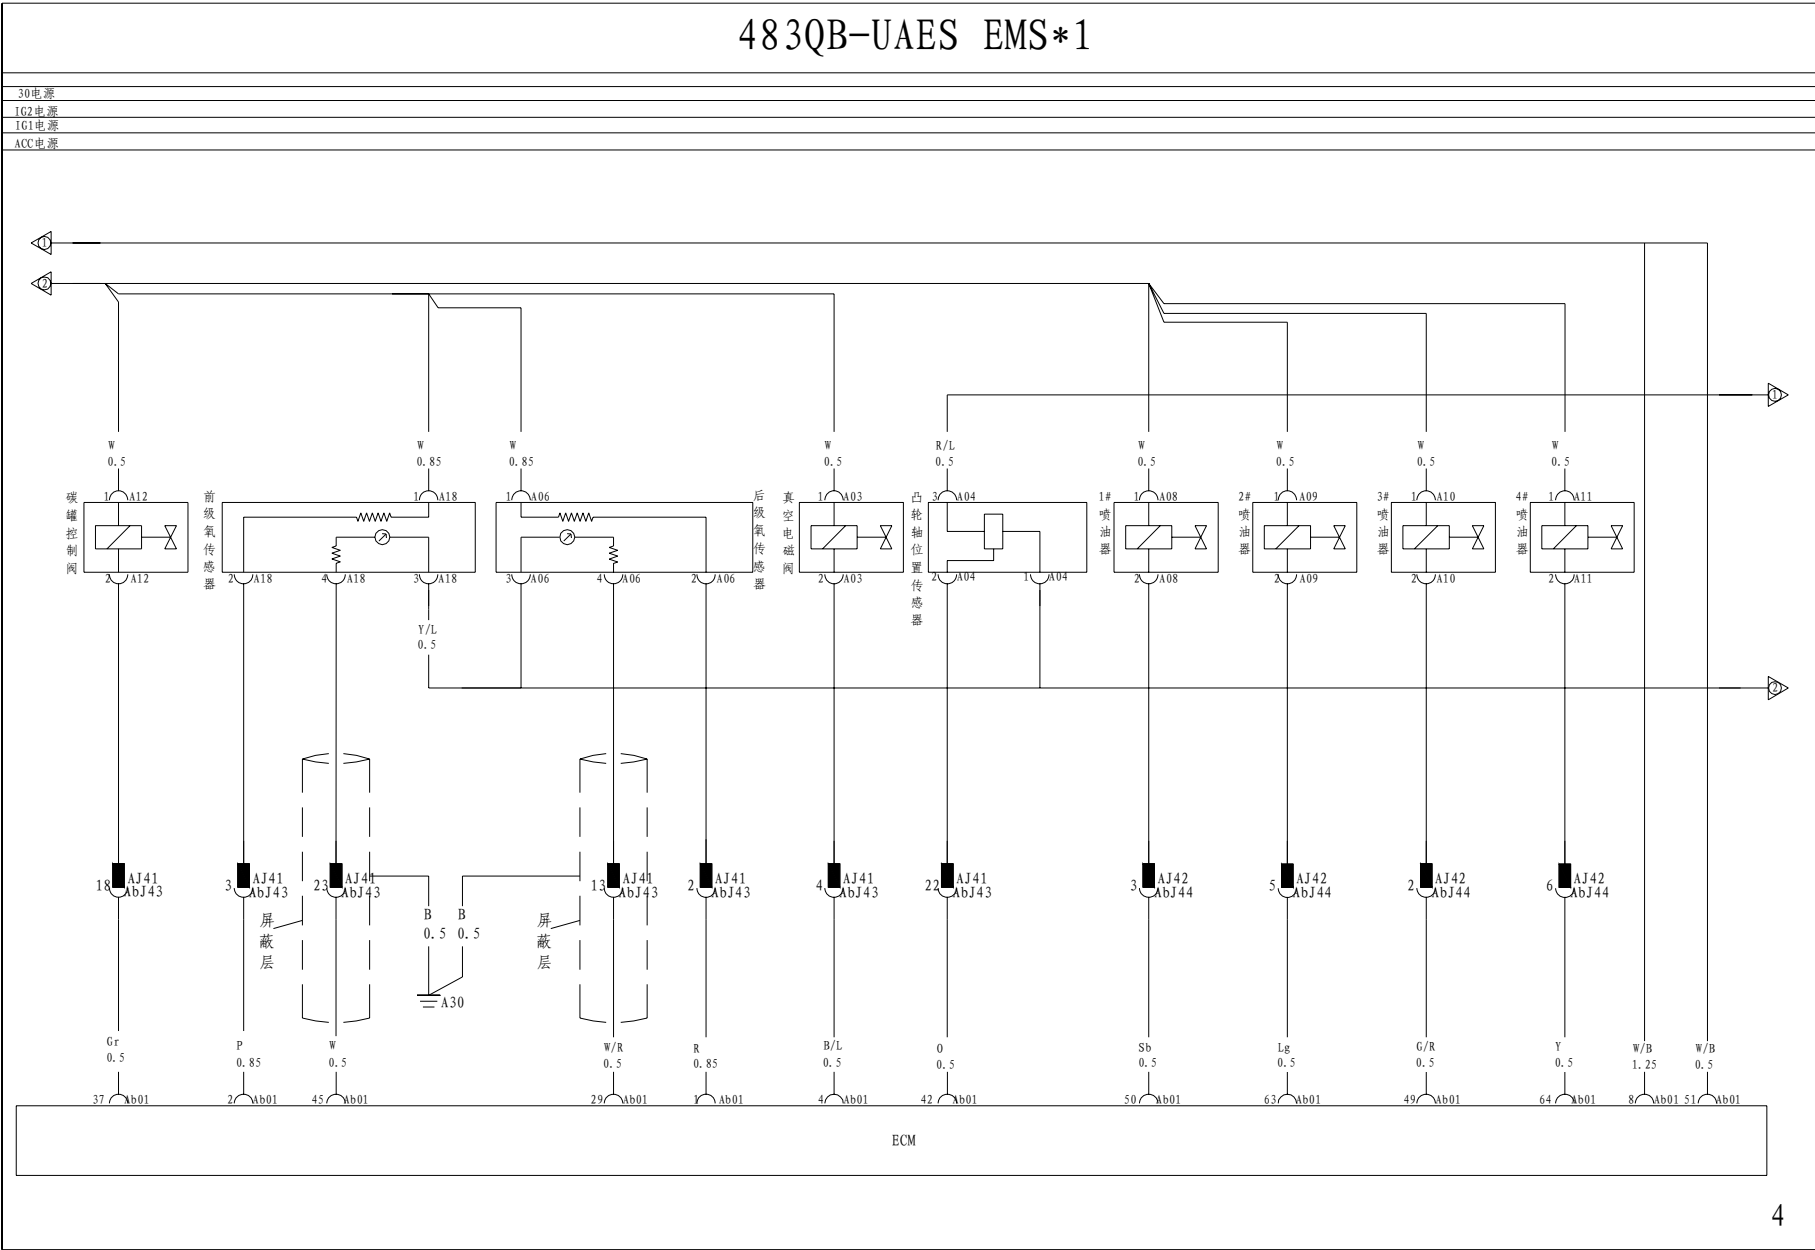 483QB-UAES EMS*1
30电源
IG2电源
IG1电源
ACC电源
1
2
1
W 0.5
W 0.85
W 0.85
W 0.5
R/L 0.5
W 0.5
W 0.5
W 0.5
W 0.5
碳罐控制阀
1 A12
前级氧传感器
1 A18
1 A06
后级氧传感器
真空电磁阀
1 A03
凸轮轴位置传感器
3 A04
1#喷油器
1 A08
2#喷油器
1 A09
3#喷油器
1 A10
4#喷油器
1 A11
2 A12
2 A18
4 A18
3 A18
3 A06
4 A06
2 A06
2 A03
2 A04
1 A04
2 A08
2 A09
2 A10
2 A11
Y/L
0.5
2
18 AJ41 AbJ43
3 AJ41 AbJ43
23 AJ41 AbJ43
13 AJ41 AbJ43
2 AJ41 AbJ43
4 AJ41 AbJ43
22 AJ41 AbJ43
3 AJ42 AbJ44
5 AJ42 AbJ44
2 AJ42 AbJ44
6 AJ42 AbJ44
屏蔽层
B 0.5
B 0.5
屏蔽层
A30
Gr 0.5
P 0.85
W 0.5
W/R 0.5
R 0.85
B/L 0.5
O 0.5
Sb 0.5
Lg 0.5
G/R 0.5
Y 0.5
W/B 1.25
W/B 0.5
37 Ab01
2 Ab01
45 Ab01
29 Ab01
1 Ab01
4 Ab01
42 Ab01
50 Ab01
63 Ab01
49 Ab01
64 Ab01
8 Ab01
51 Ab01
ECM
4